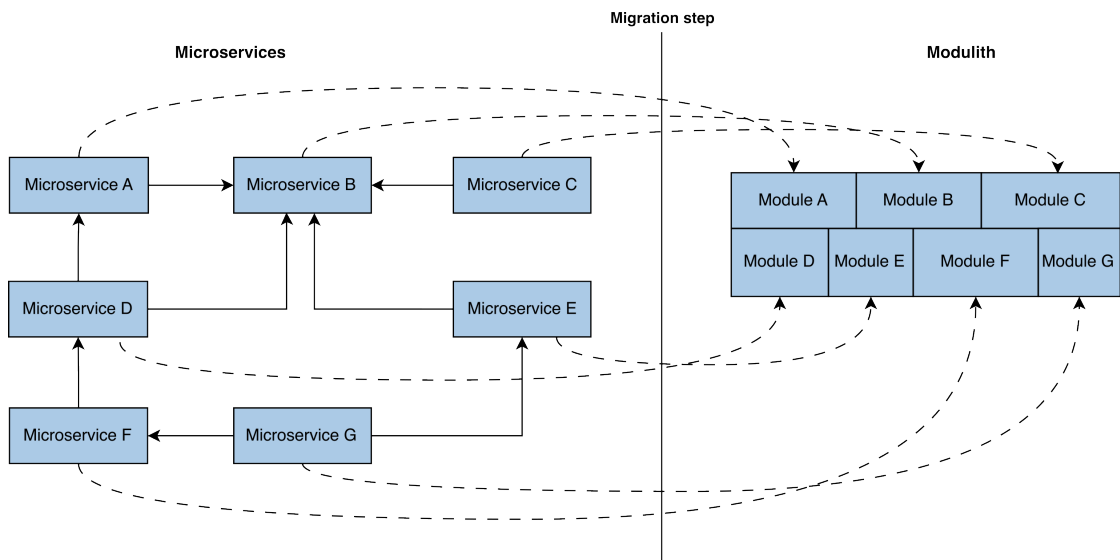 Migration step
Microservices
Modulith
Microservice A
Microservice B
Microservice C
Module A
Module B
Module C
Module D
Module E
Module F
Module G
Microservice D
Microservice E
Microservice F
Microservice G